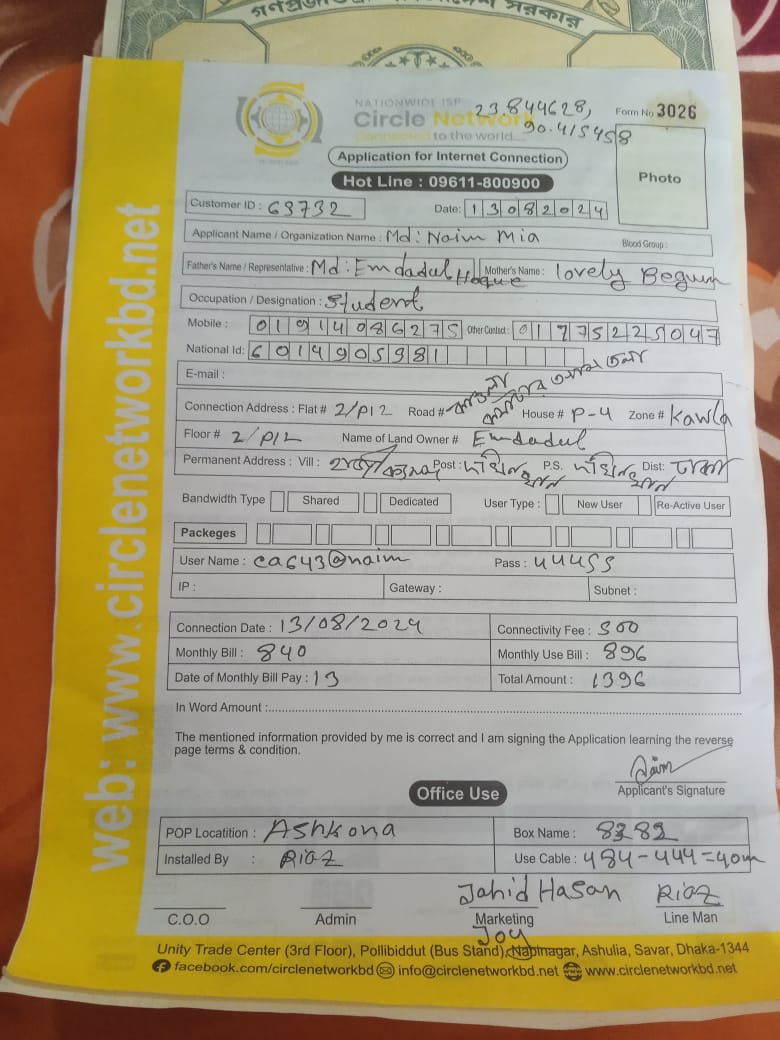 সরকার
NATIONWIDE ISP
23.844628,
Circle Network
90.415458
Form No 3026
Connected to the world...
Application for Internet Connection
Photo
Hot Line : 09611-800900
Customer ID : 63732
Date: 13082024
Applicant Name / Organization Name : Md: Naim Mia
Blood Group :
Father's Name / Representative : Md: Emdadul Hoque Mother's Name : lovely Begum
Occupation / Designation : Student
Mobile : 01914086275 Other Contact : 01775225047
National Id: 6014905981
E-mail :
Connection Address : Flat # 2/P12 Road # House # P-4 Zone # Kawla
Floor # 2/P12 Name of Land Owner # Emdadul
Permanent Address : Vill : Post : P.S. Dist: ঢাকা
Bandwidth Type Shared Dedicated User Type : New User Re-Active User
Packeges
User Name : ca643@naim Pass : 44455
IP : Gateway : Subnet :
Connection Date : 13/08/2024 Connectivity Fee : 500
Monthly Bill : 840 Monthly Use Bill : 896
Date of Monthly Bill Pay : 13 Total Amount : 1396
In Word Amount :
The mentioned information provided by me is correct and I am signing the Application learning the reverse
page terms & condition.
Naim
Applicant's Signature
Office Use
POP Locatition : Ashkona Box Name : 8282
Installed By : Riaz Use Cable : 484-444=40m
Jahid Hasan Riaz
C.O.O Admin Marketing Line Man
Joy
Unity Trade Center (3rd Floor), Pollibiddut (Bus Stand), Nabinagar, Ashulia, Savar, Dhaka-1344
facebook.com/circlenetworkbd info@circlenetworkbd.net www.circlenetworkbd.net
web: www.circlenetworkbd.net